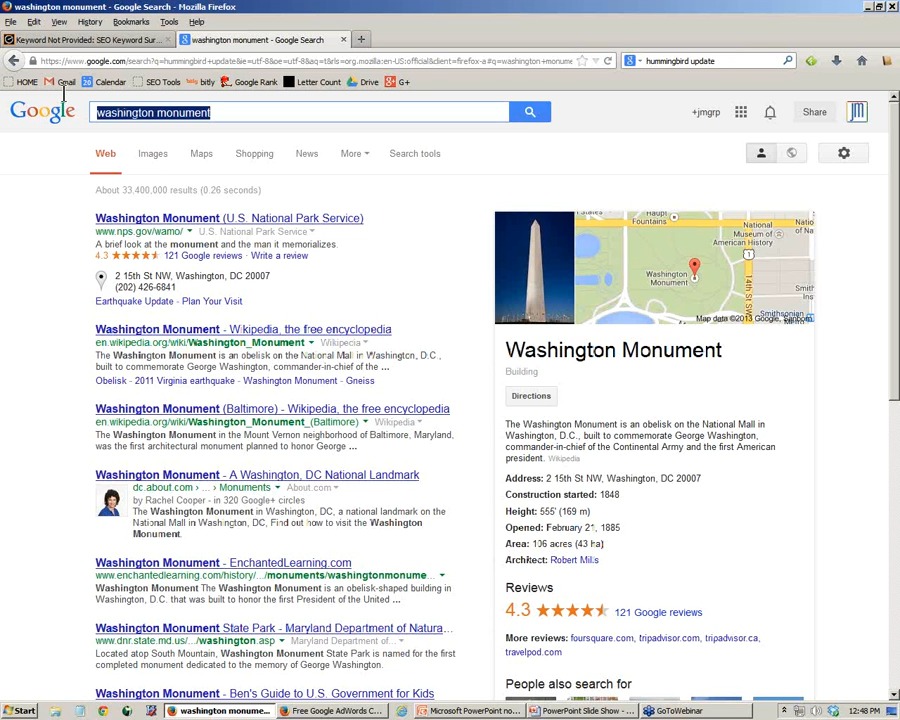 washington monument - Google Search - Mozilla Firefox
File Edit View History Bookmarks Tools Help
Keyword Not Provided: SEO Keyword Sur...
washington monument - Google Search
https://www.google.com/search?q=hummingbird+update&ie=utf-8&oe=utf-8&aq=t&rls=org.mozilla:en-US:official&client=firefox-a#q=washington+monume
hummingbird update
HOME Gmail 20 Calendar SEO Tools bitly Google Rank Letter Count Drive G+
Google
washington monument
+jmgrp
Share
JM
Web Images Maps Shopping News More Search tools
About 33,400,000 results (0.26 seconds)
Washington Monument (U.S. National Park Service)
www.nps.gov/wamo/ U.S. National Park Service
A brief look at the monument and the man it memorializes.
4.3 121 Google reviews · Write a review
2 15th St NW, Washington, DC 20007
(202) 426-6841
Earthquake Update - Plan Your Visit
Washington Monument - Wikipedia, the free encyclopedia
en.wikipedia.org/wiki/Washington_Monument Wikipedia
The Washington Monument is an obelisk on the National Mall in Washington, D.C.,
built to commemorate George Washington, commander-in-chief of the ...
Obelisk - 2011 Virginia earthquake - Washington Monument - Gneiss
Washington Monument (Baltimore) - Wikipedia, the free encyclopedia
en.wikipedia.org/wiki/Washington_Monument_(Baltimore) Wikipedia
The Washington Monument in the Mount Vernon neighborhood of Baltimore, Maryland,
was the first architectural monument planned to honor George ...
Washington Monument - A Washington, DC National Landmark
dc.about.com › ... › Monuments About.com
by Rachel Cooper - in 320 Google+ circles
The Washington Monument in Washington, DC, a national landmark on the
National Mall in Washington, DC, Find out how to visit the Washington
Monument.
Washington Monument - EnchantedLearning.com
www.enchantedlearning.com/history/.../monuments/washingtonmonume...
Washington Monument The Washington Monument is an obelisk-shaped building in
Washington, D.C. that was built to honor the first President of the United ...
Washington Monument State Park - Maryland Department of Natura...
www.dnr.state.md.us/.../washington.asp Maryland Department of...
Located atop South Mountain, Washington Monument State Park is named for the first
completed monument dedicated to the memory of George Washington.
Washington Monument - Ben's Guide to U.S. Government for Kids
Haupt
Fountains
National
Museum of
American History
Washington
Monument
1
14th St SW
Smithsonian
Map data ©2013 Google, Sanborn
Washington Monument
Building
Directions
The Washington Monument is an obelisk on the National Mall in
Washington, D.C., built to commemorate George Washington,
commander-in-chief of the Continental Army and the first American
president. Wikipedia
Address: 2 15th St NW, Washington, DC 20007
Construction started: 1848
Height: 555' (169 m)
Opened: February 21, 1885
Area: 106 acres (43 ha)
Architect: Robert Mills
Reviews
4.3 121 Google reviews
More reviews: foursquare.com, tripadvisor.com, tripadvisor.ca,
travelpod.com
People also search for
Start
washington monume...
Free Google AdWords C...
Microsoft PowerPoint no...
PowerPoint Slide Show - ...
GoToWebinar
12:48 PM